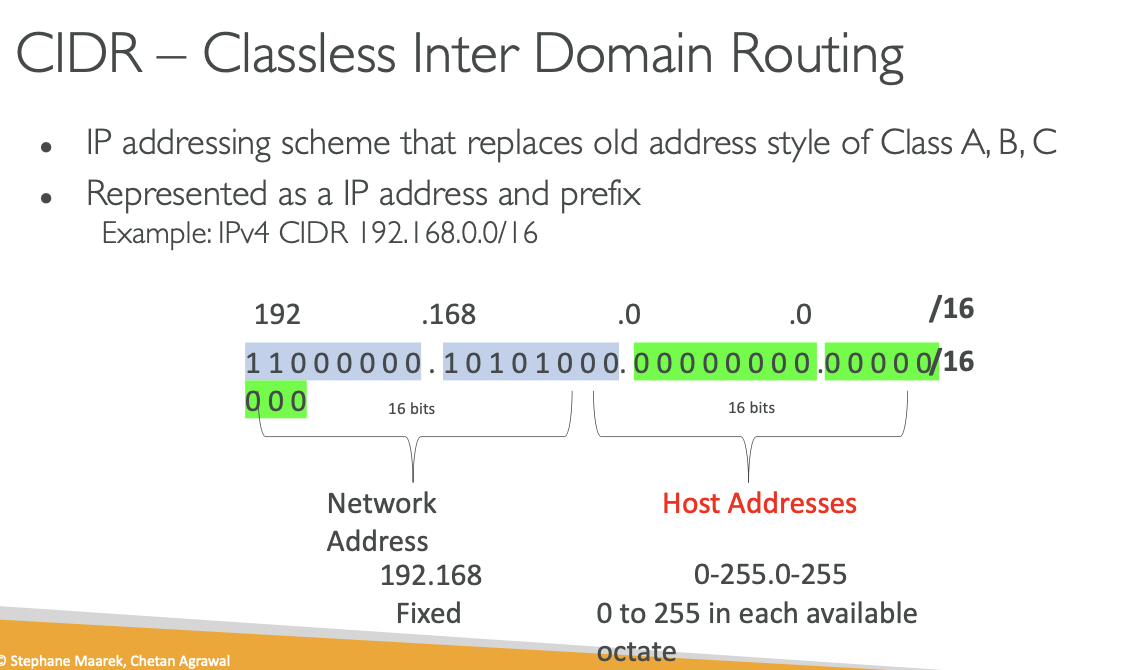 CIDR – Classless Inter Domain Routing
• IP addressing scheme that replaces old address style of Class A, B, C
• Represented as a IP address and prefix
Example: IPv4 CIDR 192.168.0.0/16
192 .168 .0 .0 /16
1 1 0 0 0 0 0 0 . 1 0 1 0 1 0 0 0. 0 0 0 0 0 0 0 0 .0 0 0 0 0/16
0 0 0
16 bits 16 bits
Network
Address
Host Addresses
192.168
Fixed
0-255.0-255
0 to 255 in each available
octate
© Stephane Maarek, Chetan Agrawal